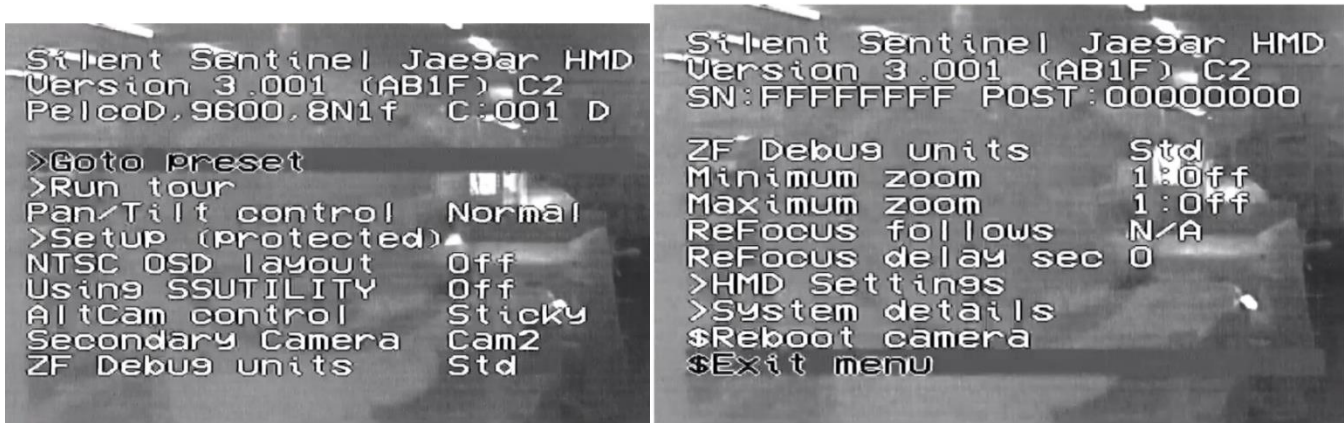 Silent Sentinel Jaegar HMD
Version 3.001 (AB1F) C2
PelcoD,9600,8N1f C:001 D
>Goto preset
>Run tour
Pan/Tilt control Normal
>Setup (protected)
NTSC OSD layout Off
Using SSUTILITY Off
AltCam control Sticky
Secondary Camera Cam2
ZF Debug units Std
Silent Sentinel Jaegar HMD
Version 3.001 (AB1F) C2
SN:FFFFFFFF POST:00000000
ZF Debug units Std
Minimum zoom 1:Off
Maximum zoom 1:Off
ReFocus follows N/A
ReFocus delay sec 0
>HMD Settings
>System details
$Reboot camera
$Exit menu